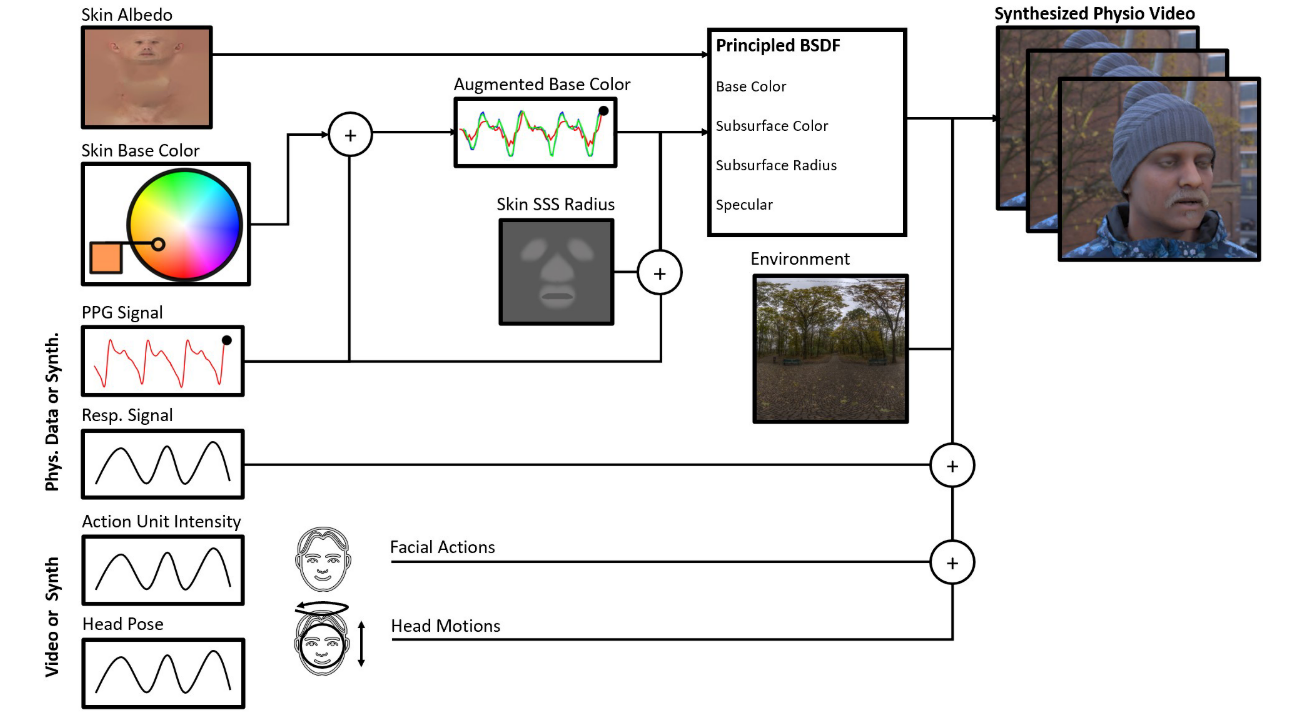 Skin Albedo
Synthesized Physio Video
Principled BSDF
Augmented Base Color
Base Color
Subsurface Color
Skin Base Color
Subsurface Radius
Skin SSS Radius
Specular
Environment
PPG Signal
Phys. Data or Synth.
Resp. Signal
Action Unit Intensity
Facial Actions
Video or Synth
Head Pose
Head Motions
+
+
+
+